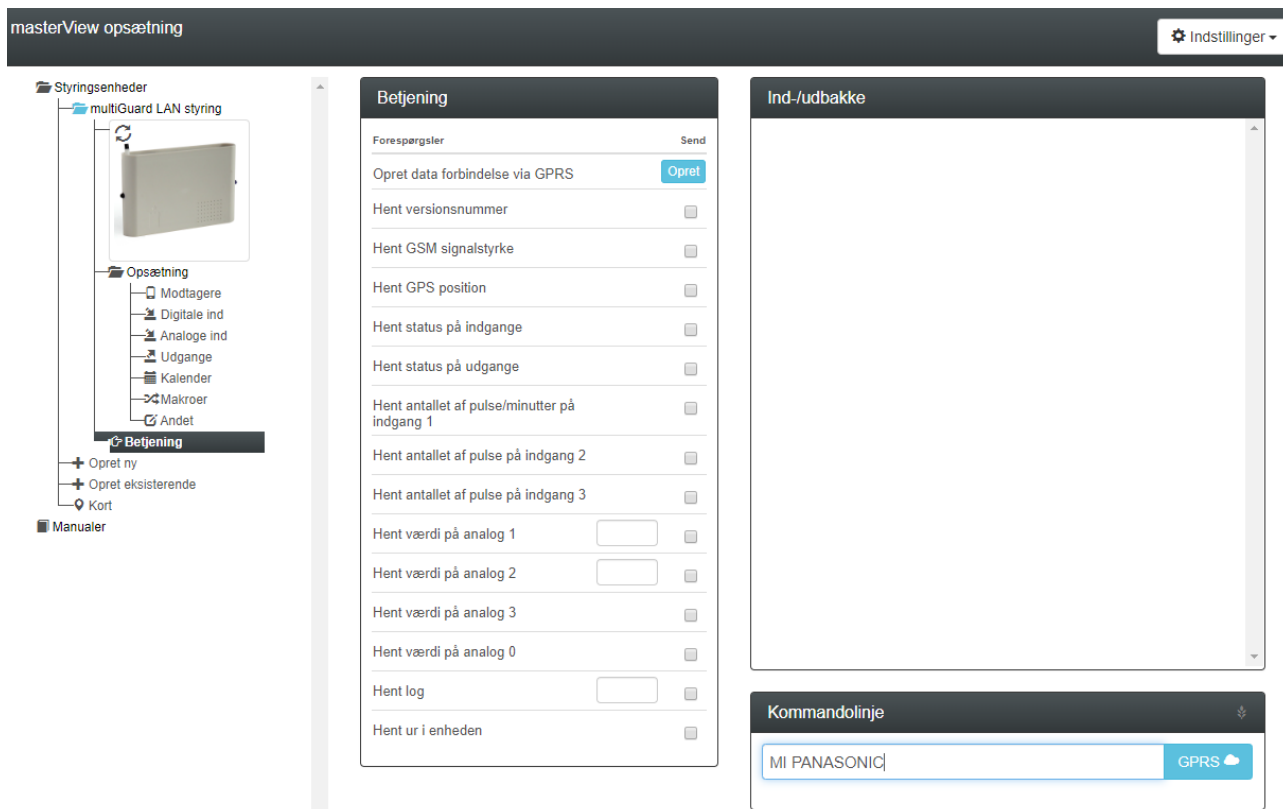 masterView opsætning
Indstillinger
Styringsenheder
multiGuard LAN styring
Opsætning
Modtagere
Digitale ind
Analoge ind
Udgange
Kalender
Makroer
Andet
Betjening
Opret ny
Opret eksisterende
Kort
Manualer
Betjening
Forespørgsler Send
Opret data forbindelse via GPRS Opret
Hent versionsnummer
Hent GSM signalstyrke
Hent GPS position
Hent status på indgange
Hent status på udgange
Hent antallet af pulse/minutter på
indgang 1
Hent antallet af pulse på indgang 2
Hent antallet af pulse på indgang 3
Hent værdi på analog 1
Hent værdi på analog 2
Hent værdi på analog 3
Hent værdi på analog 0
Hent log
Hent ur i enheden
Ind-/udbakke
Kommandolinje
MI PANASONIC GPRS